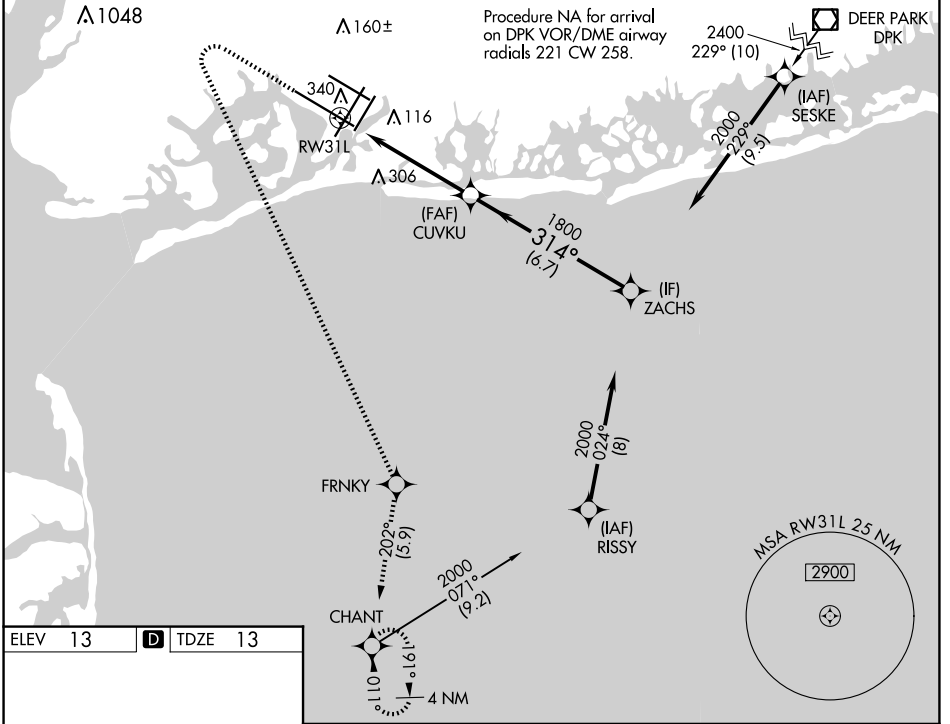 1048
160±
Procedure NA for arrival
on DPK VOR/DME airway
radials 221 CW 258.
2400
229° (10)
DEER PARK
DPK
(IAF)
SESKE
2000
229°
(9.5)
340
116
RW31L
306
(FAF)
CUVKU
1800
314°
(6.7)
(IF)
ZACHS
2000
024°
(8)
FRNKY
(IAF)
RISSY
202°
(5.9)
MSA RW31L 25 NM
2900
2000
071°
(9.2)
CHANT
191°
011°
4 NM
ELEV 13 D TDZE 13